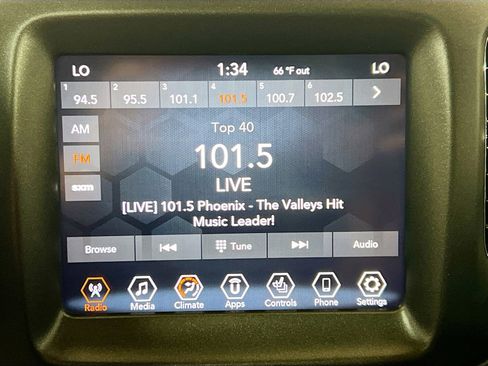 LO 1:34 66 °F out LO
1 94.5 2 95.5 3 101.1 4 101.5 5 100.7 6 102.5
AM
Top 40
FM
101.5
LIVE
sxm
[LIVE] 101.5 Phoenix - The Valleys Hit
Music Leader!
Browse Tune Audio
Radio Media Climate Apps Controls Phone Settings